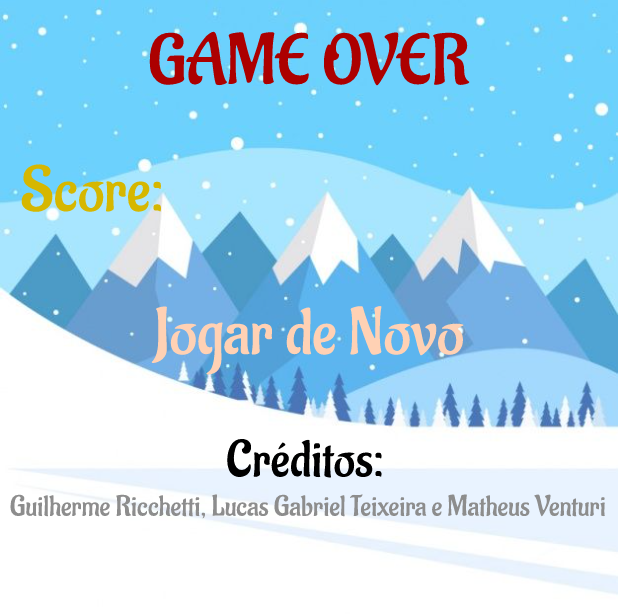 GAME OVER
Score:
Jogar de Novo
Créditos:
Guilherme Ricchetti, Lucas Gabriel Teixeira e Matheus Venturi